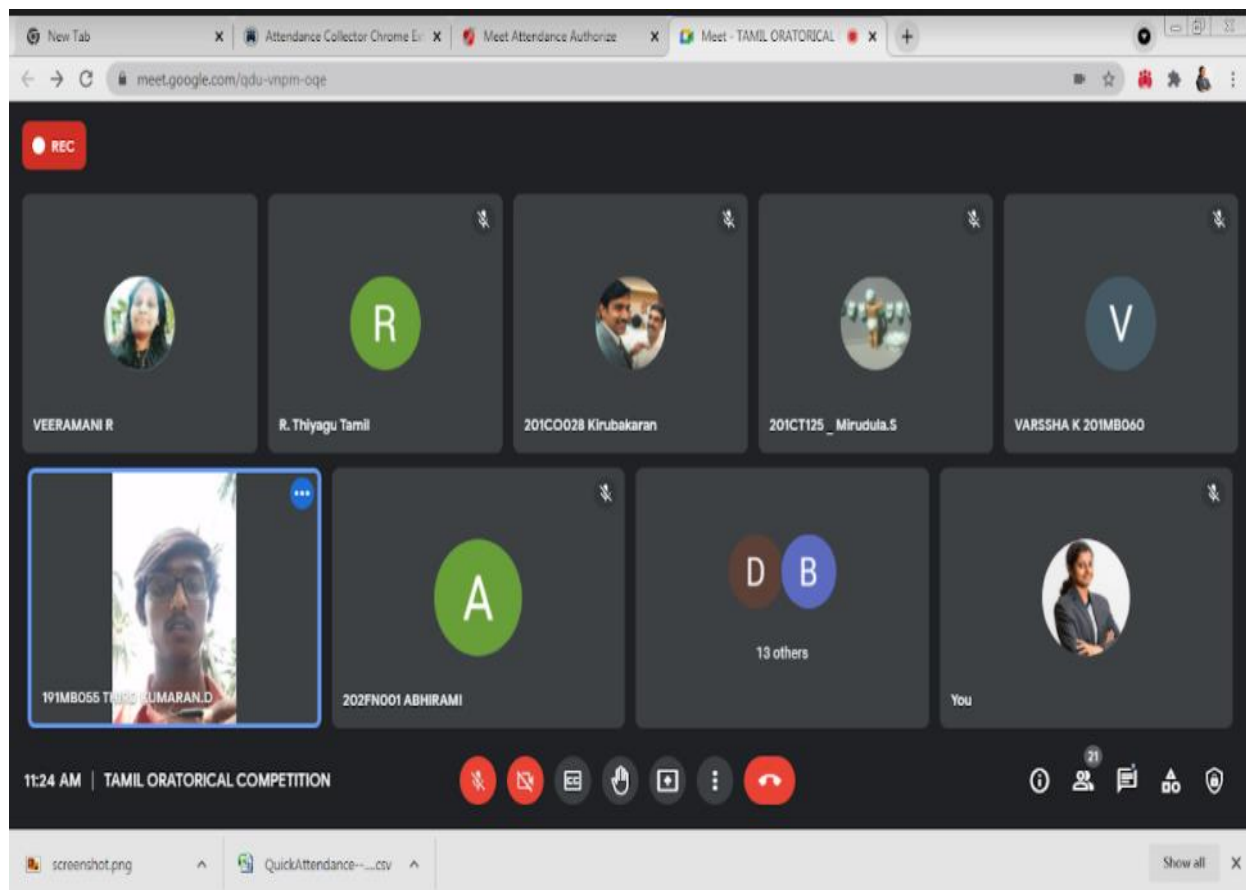 New Tab
Attendance Collector Chrome Ex
Meet Attendance Authorize
Meet - TAMIL ORATORICAL
meet.google.com/qdu-vnpm-oqe
REC
R
V
VEERAMANI R
R. Thiyagu Tamil
201CO028 Kirubakaran
201CT125 _ Mirudula.S
VARSSHA K 201MB060
A
D B
13 others
191MB055 KUMARAN.D
202FN001 ABHIRAMI
You
21
11:24 AM | TAMIL ORATORICAL COMPETITION
CC
screenshot.png
QuickAttendance--....csv
Show all